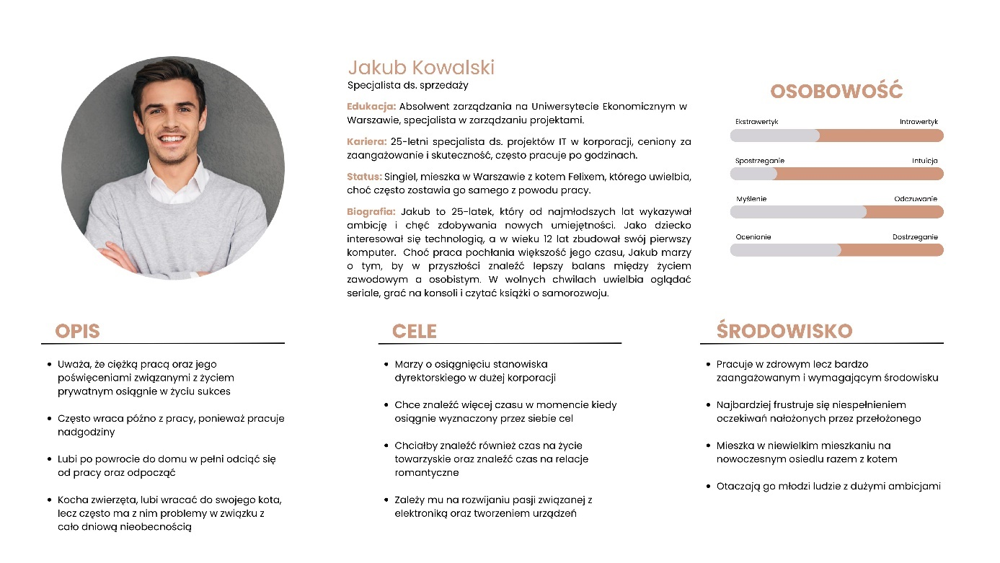 Jakub Kowalski
Specjalista ds. sprzedaży
Edukacja: Absolwent zarządzania na Uniwersytecie Ekonomicznym w
Warszawie, specjalista w zarządzaniu projektami.
Kariera: 25-letni specjalista ds. projektów IT w korporacji, ceniony za
zaangażowanie i skuteczność, często pracuje po godzinach.
Status: Singiel, mieszka w Warszawie z kotem Felixem, którego uwielbia,
choć często zostawia go samego z powodu pracy.
Biografia: Jakub to 25-latek, który od najmłodszych lat wykazywał
ambicję i chęć zdobywania nowych umiejętności. Jako dziecko
interesował się technologią, a w wieku 12 lat zbudował swój pierwszy
komputer. Choć praca pochłania większość jego czasu, Jakub marzy
o tym, by w przyszłości znaleźć lepszy balans między życiem
zawodowym a osobistym. W wolnych chwilach uwielbia oglądać
seriale, grać na konsoli i czytać książki o samorozwoju.
OSOBOWOŚĆ
Ekstrawertyk Introwertyk
Spostrzeganie Intuicja
Myślenie Odczuwanie
Ocenianie Dostrzeganie
OPIS
Uważa, że ciężką pracą oraz jego
poświęceniami związanymi z życiem
prywatnym osiągnie w życiu sukces
Często wraca późno z pracy, ponieważ pracuje
nadgodziny
Lubi po powrocie do domu w pełni odciąć się
od pracy oraz odpocząć
Kocha zwierzęta, lubi wracać do swojego kota,
lecz często ma z nim problemy w związku z
cało dniową nieobecnością
CELE
Marzy o osiągnięciu stanowiska
dyrektorskiego w dużej korporacji
Chce znaleźć więcej czasu w momencie kiedy
osiągnie wyznaczony przez siebie cel
Chciałby znaleźć również czas na życie
towarzyskie oraz znaleźć czas na relacje
romantyczne
Zależy mu na rozwijaniu pasji związanej z
elektroniką oraz tworzeniem urządzeń
ŚRODOWISKO
Pracuje w zdrowym lecz bardzo
zaangażowanym i wymagającym środowisku
Najbardziej frustruje się niespełnieniem
oczekiwań nałożonych przez przełożonego
Mieszka w niewielkim mieszkaniu na
nowoczesnym osiedlu razem z kotem
Otaczają go młodzi ludzie z dużymi ambicjami